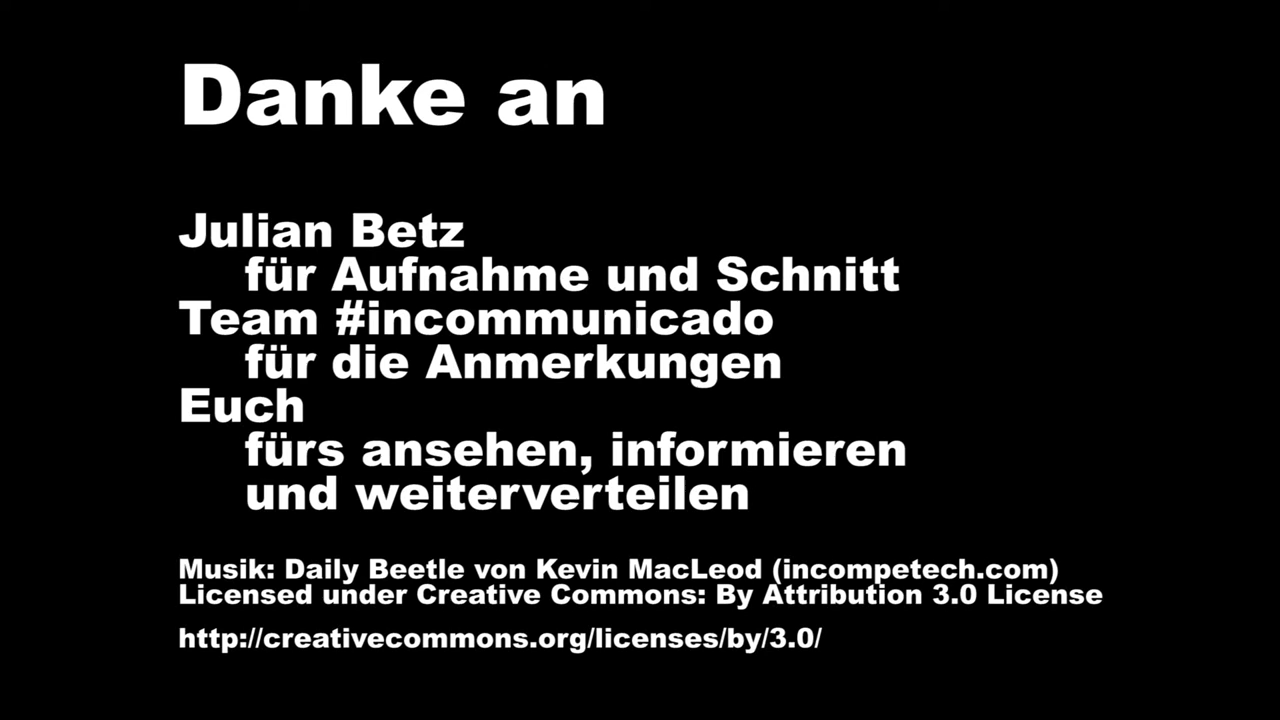 Danke an
Julian Betz
für Aufnahme und Schnitt
Team #incommunicado
für die Anmerkungen
Euch
fürs ansehen, informieren
und weiterverteilen
Musik: Daily Beetle von Kevin MacLeod (incompetech.com)
Licensed under Creative Commons: By Attribution 3.0 License
http://creativecommons.org/licenses/by/3.0/